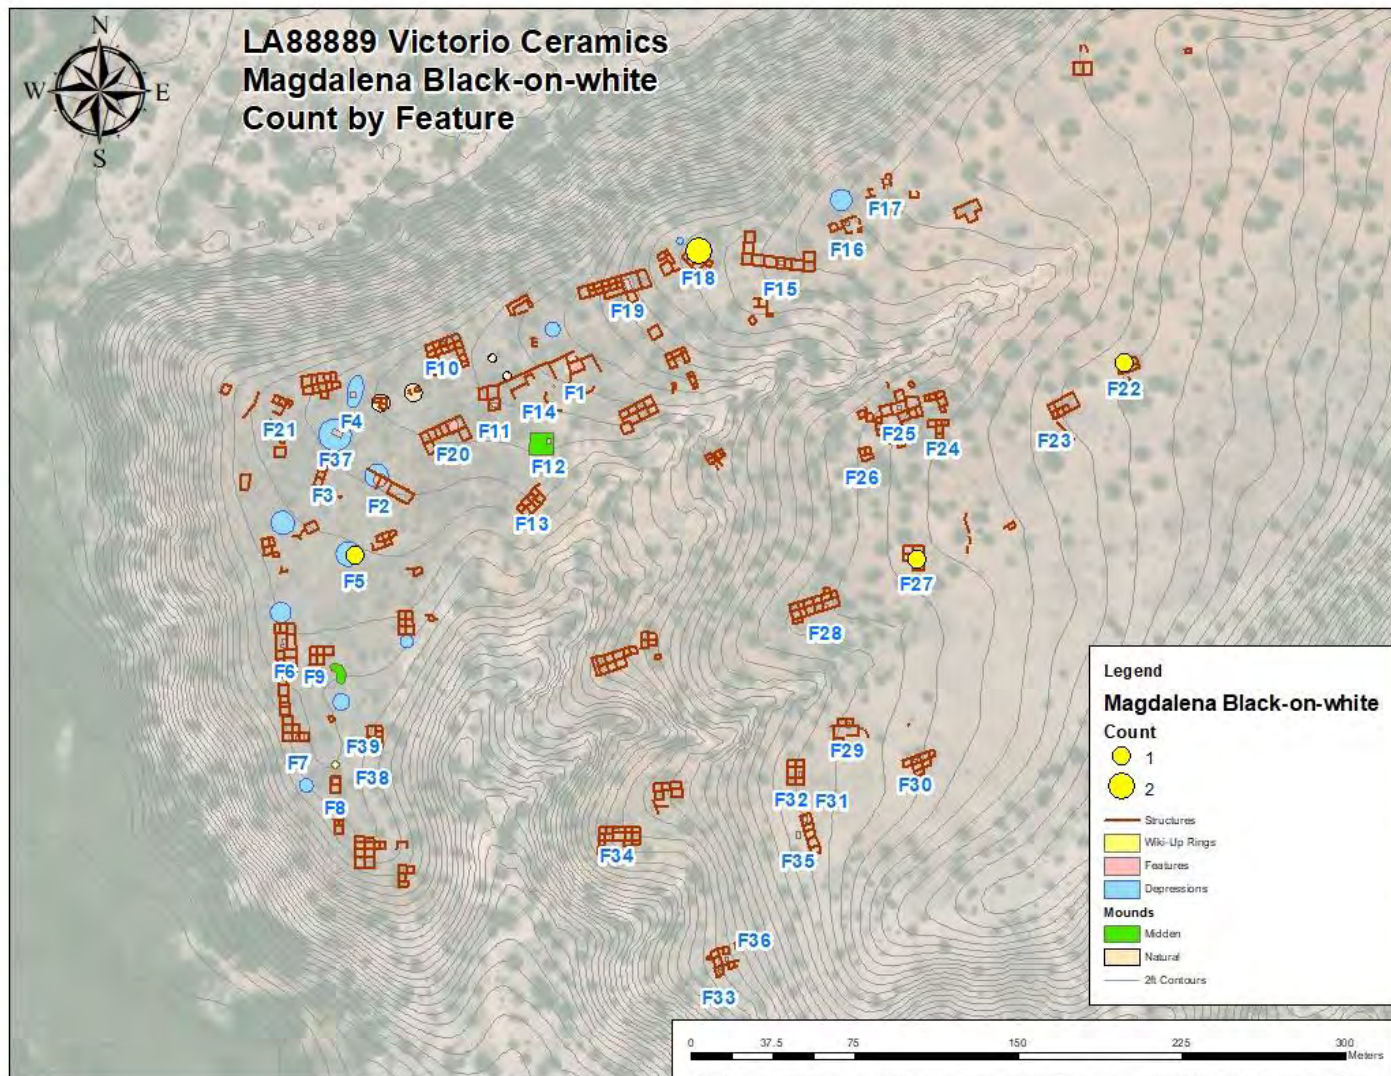 N
W E
S
LA88889 Victorio Ceramics
Magdalena Black-on-white
Count by Feature
F17
F16
F18
F15
F19
F22
F10
F1
F4
F21
F14
F11
F23
F25
F24
F20
F37
F12
F26
F3
F2
F13
F5
F27
F28
F6
F9
F39
F29
F7
F38
F30
F32 F31
F8
F34
F35
F36
F33
Legend
Magdalena Black-on-white
Count
1
2
Structures
Wiki-Up Rings
Features
Depressions
Mounds
Midden
Natural
2ft Contours
0 37.5 75 150 225 300
Meters